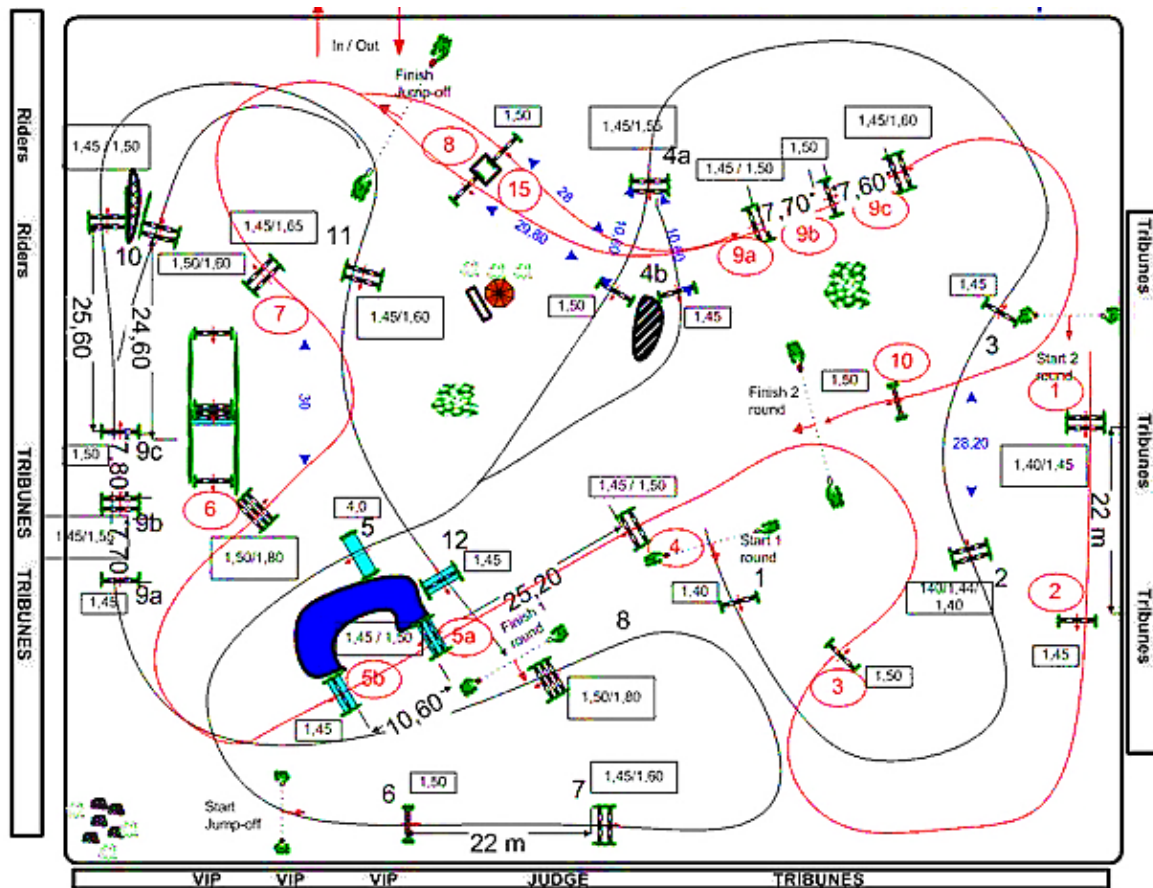 In / Out
Finish
Jump-off
Riders
Riders
TRIBUNES
TRIBUNES
1,45 / 1,50
10
1,50/1,60
1,45/1,65
7
11
1,45/1,60
8
15
1,50
28
29,80
1,45/1,55
4a
10,60
4b
1,50
1,45
1,45 / 1,50
1,50
1,45/1,60
7,70
7,60
9a
9b
9c
1,45
3
Start 2
round
1
Tribunes
Tribunes
Tribunes
1,50
10
Finish 2
round
28.20
1,40/1,45
22 m
2
1,45
25,60
24,60
30
1,50
9c
7,80
9b
7,70
9a
1,45
6
1,50/1,80
4,0
5
12
1,45
1,45 / 1,50
4
Start 1
round
1,40
1
2
140/1,44/
1,40
25.20
Finish 1
round
8
1,45 / 1,50
5a
5b
1,45
10,60
1,50/1,80
3
1,50
Start
Jump-off
6
1,50
22 m
7
1,45/1,60
VIP
VIP
VIP
JUDGE
TRIBUNES